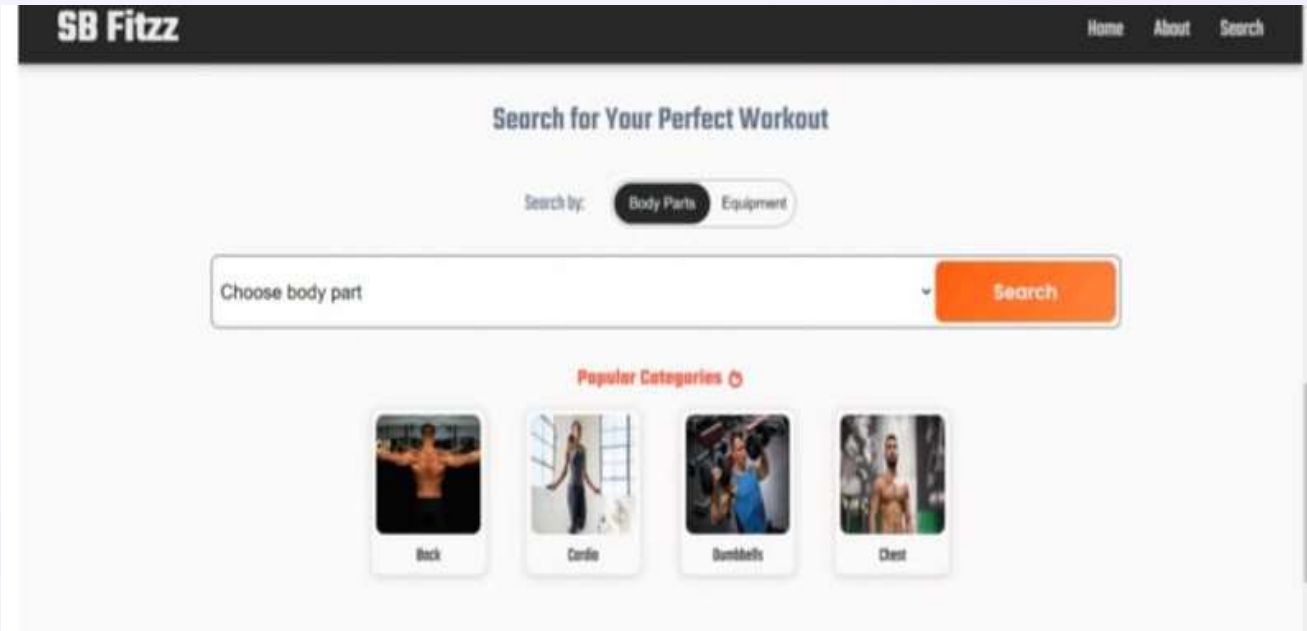 SB Fitzz
Home About Search
Search for Your Perfect Workout
Search by: Body Parts Equipment
Choose body part Search
Popular Categories
Back Cardio Dumbbells Chest